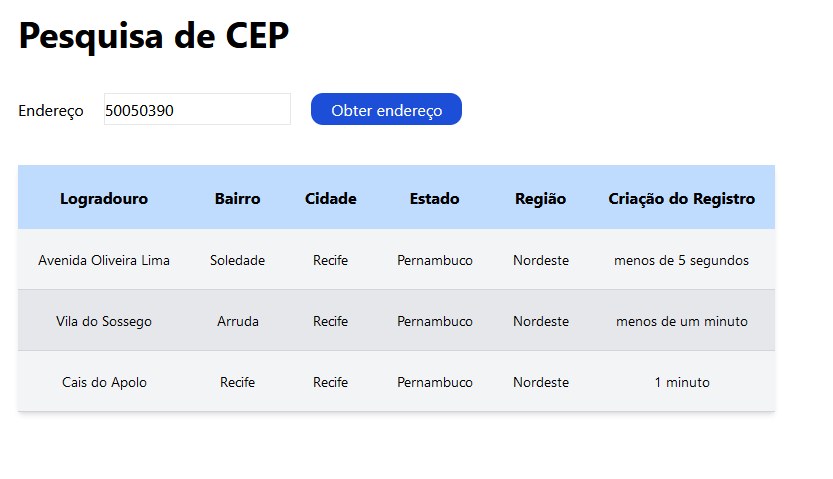 Pesquisa de CEP
Endereço 50050390 Obter endereço
Logradouro Bairro Cidade Estado Região Criação do Registro
Avenida Oliveira Lima Soledade Recife Pernambuco Nordeste menos de 5 segundos
Vila do Sossego Arruda Recife Pernambuco Nordeste menos de um minuto
Cais do Apolo Recife Recife Pernambuco Nordeste 1 minuto